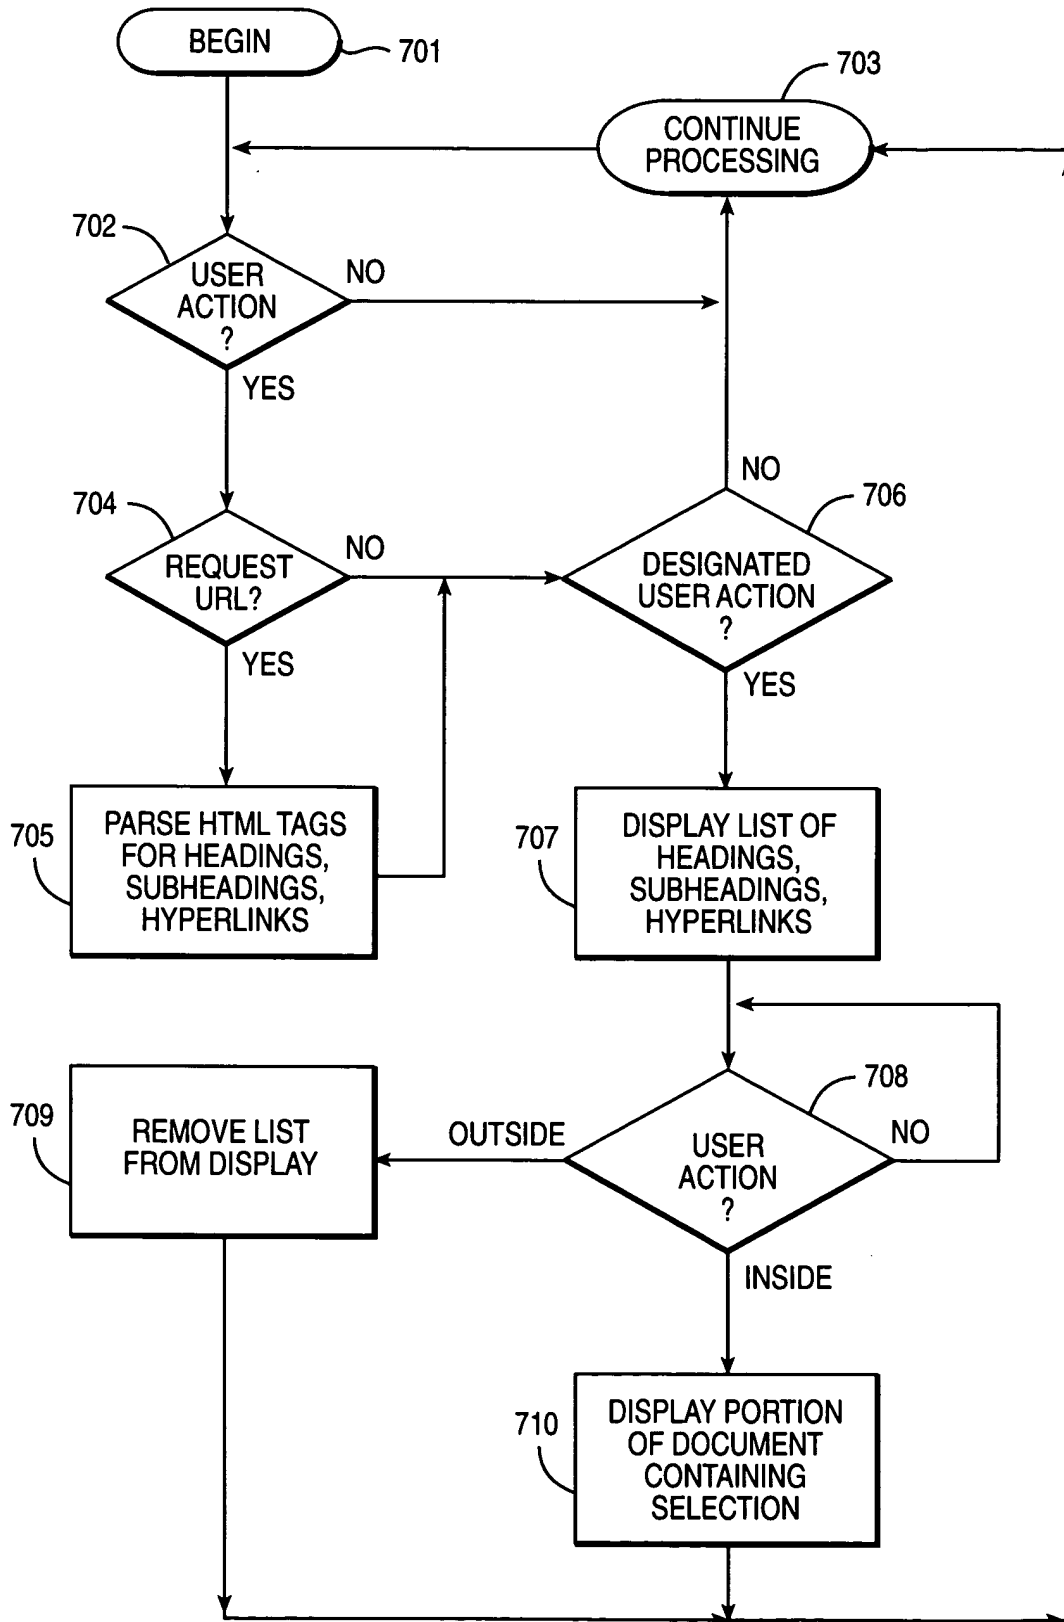 BEGIN
701
703
CONTINUE
PROCESSING
702
USER
ACTION
?
NO
YES
704
REQUEST
URL?
NO
YES
NO
706
DESIGNATED
USER ACTION
?
YES
705
PARSE HTML TAGS
FOR HEADINGS,
SUBHEADINGS,
HYPERLINKS
707
DISPLAY LIST OF
HEADINGS,
SUBHEADINGS,
HYPERLINKS
708
USER
ACTION
?
NO
OUTSIDE
INSIDE
709
REMOVE LIST
FROM DISPLAY
710
DISPLAY PORTION
OF DOCUMENT
CONTAINING
SELECTION